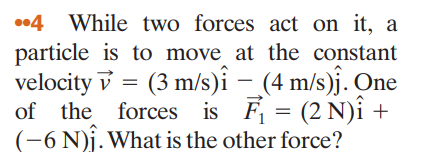 ••4 While two forces act on it, a
particle is to move at the constant
velocity v⃗ = (3 m/s)î − (4 m/s)ĵ. One
of the forces is F⃗₁ = (2 N)î +
(−6 N)ĵ. What is the other force?